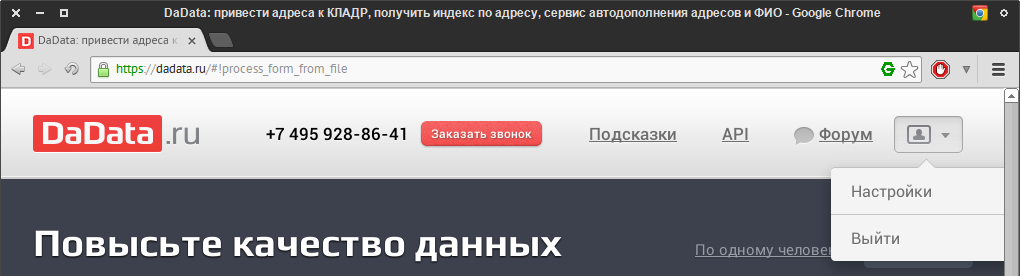 DaData: привести адреса к КЛАДР, получить индекс по адресу, сервис автодополнения адресов и ФИО - Google Chrome
DaData: привести адреса к
https://dadata.ru/#!process_form_from_file
DaData.ru
+7 495 928-86-41
Заказать звонок
Подсказки
API
Форум
Настройки
Выйти
Повысьте качество данных
По одному человек